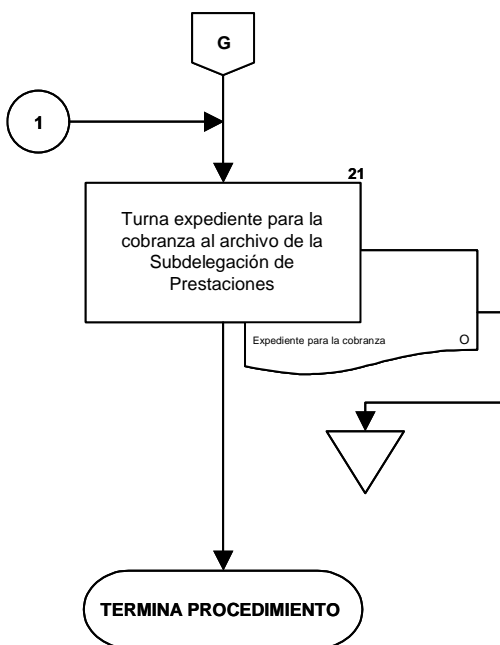 G
1
21
Turna expediente para la
cobranza al archivo de la
Subdelegación de
Prestaciones
Expediente para la cobranza O
TERMINA PROCEDIMIENTO